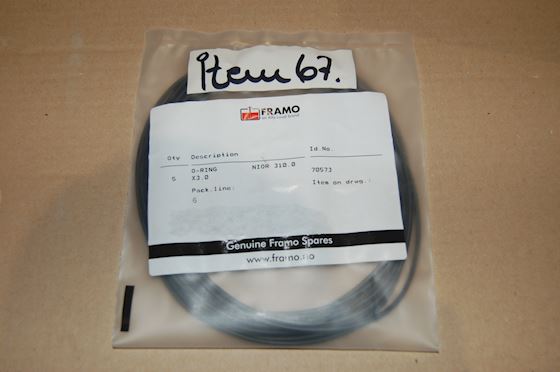 Item 67.
FRAMO
Qty Description Id.No.
O-RING NIOR 310.0
5 X3.0 70573
Pack.line: Item on drwg.:
6
Genuine Framo Spares
www.framo.no